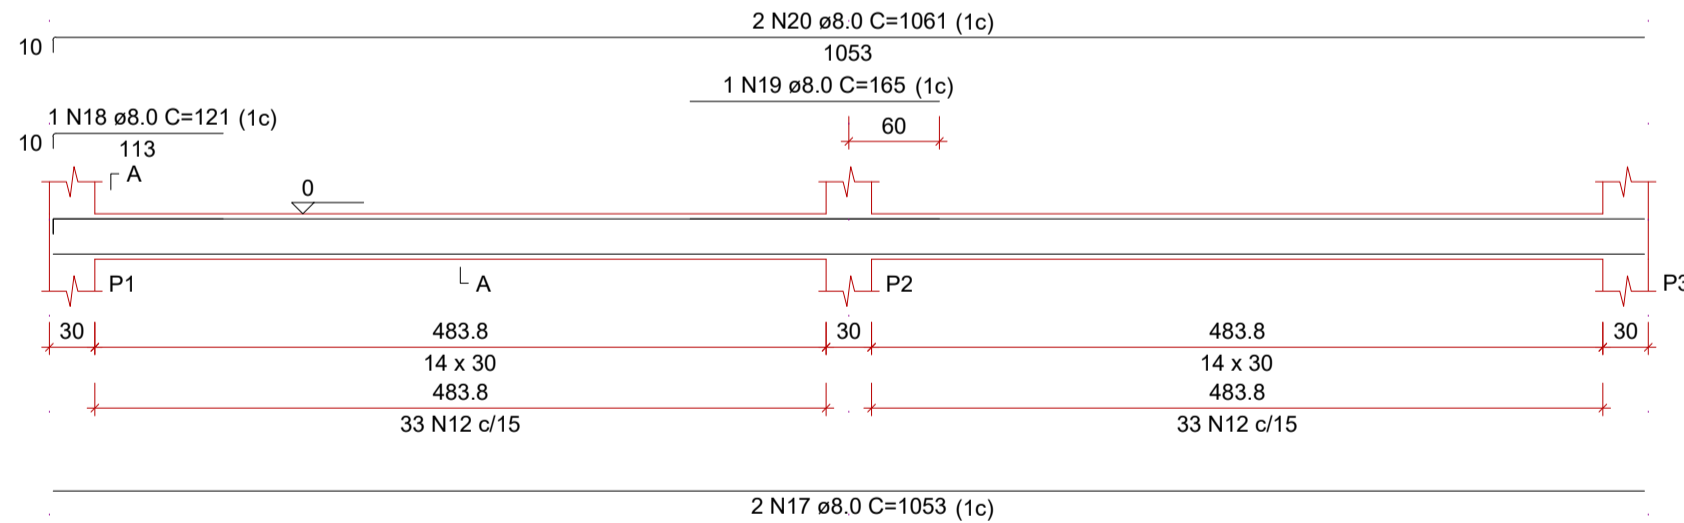 2 N20 ø8.0 C=1061 (1c)
10
1053
1 N19 ø8.0 C=165 (1c)
1 N18 ø8.0 C=121 (1c)
60
10
113
A
0
P1
A
P2
P3
30
483.8
30
483.8
30
14 x 30
14 x 30
483.8
483.8
33 N12 c/15
33 N12 c/15
2 N17 ø8.0 C=1053 (1c)